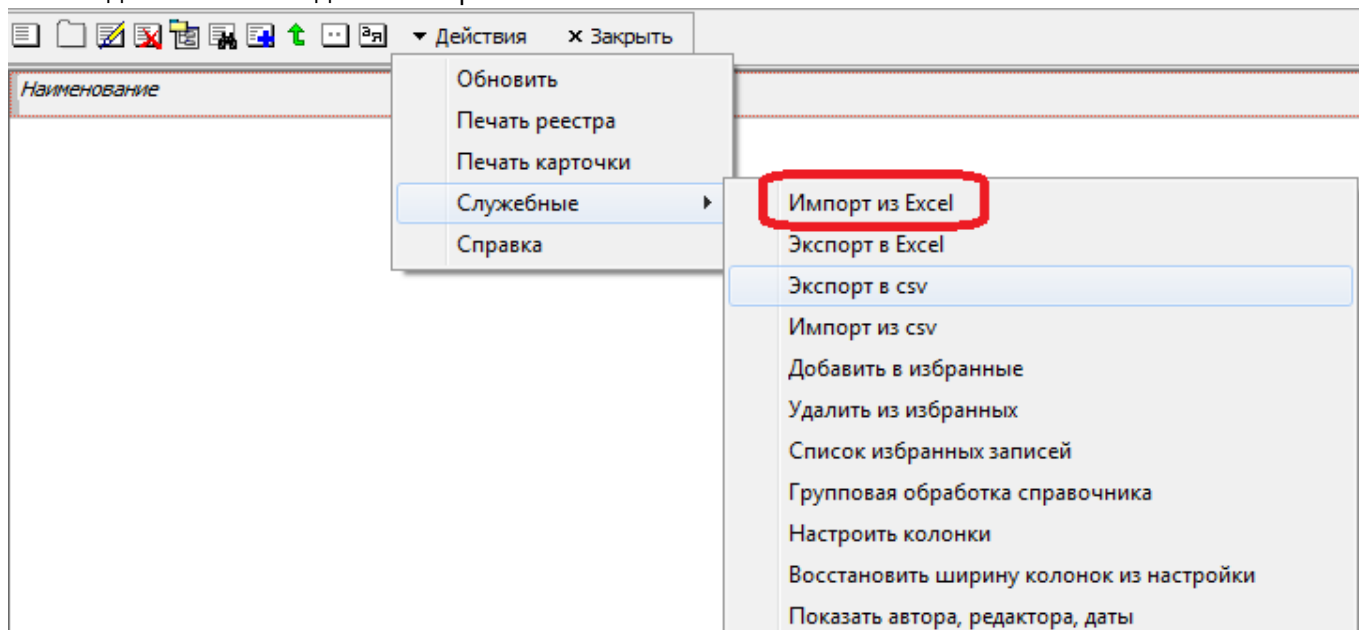 ▼ Действия × Закрыть
Наименование
Обновить
Печать реестра
Печать карточки
Служебные
Справка
Импорт из Excel
Экспорт в Excel
Экспорт в csv
Импорт из csv
Добавить в избранные
Удалить из избранных
Список избранных записей
Групповая обработка справочника
Настроить колонки
Восстановить ширину колонок из настройки
Показать автора, редактора, даты